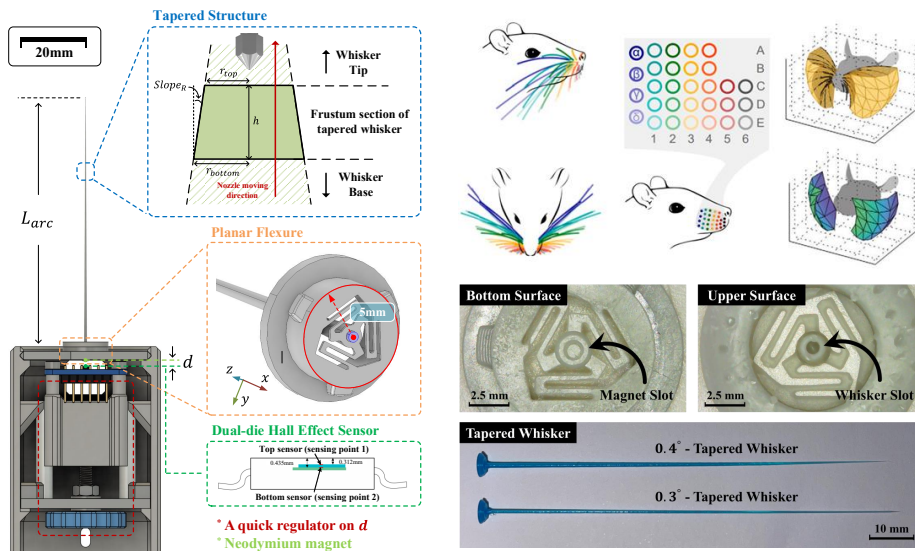 Tapered Structure
20mm
Whisker
Tip
r_top
Slope_R
h
Frustum section of
tapered whisker
r_bottom
Nozzle moving
direction
Whisker
Base
L_arc
d
Planar Flexure
5mm
z
x
y
Dual-die Hall Effect Sensor
Top sensor (sensing point 1)
0.435mm
0.312mm
Bottom sensor (sensing point 2)
* A quick regulator on d
* Neodymium magnet
α
β
γ
δ
A
B
C
D
E
1 2 3 4 5 6
Bottom Surface
Magnet Slot
2.5 mm
Upper Surface
Whisker Slot
2.5 mm
Tapered Whisker
0.4° - Tapered Whisker
0.3° - Tapered Whisker
10 mm